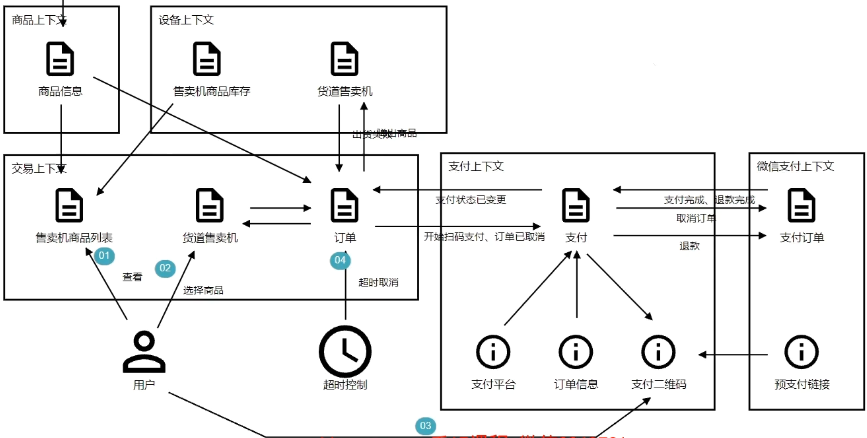 商品上下文
设备上下文
商品信息
售卖机商品库存
货道售卖机
商品
交易上下文
支付上下文
微信支付上下文
支付状态已变更
支付完成、退款完成
取消订单
售卖机商品列表
货道售卖机
订单
开始扫码支付、订单已取消
支付
退款
支付订单
01
02
04
查看
选择商品
超时取消
用户
超时控制
支付平台
订单信息
支付二维码
预支付链接
03